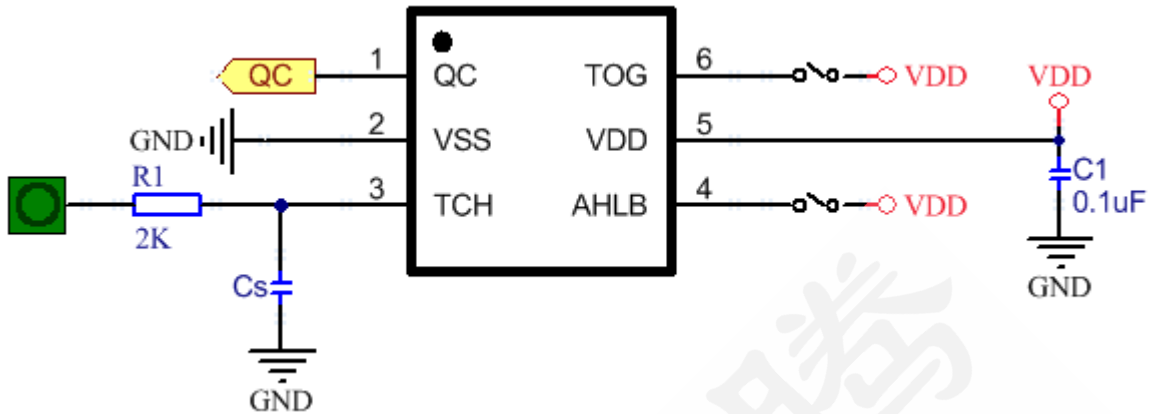 QC 1 QC TOG 6 VDD VDD
GND 2 VSS VDD 5 C1
0.1uF
R1 3 TCH AHLB 4 VDD
2K
Cs GND
GND
腾